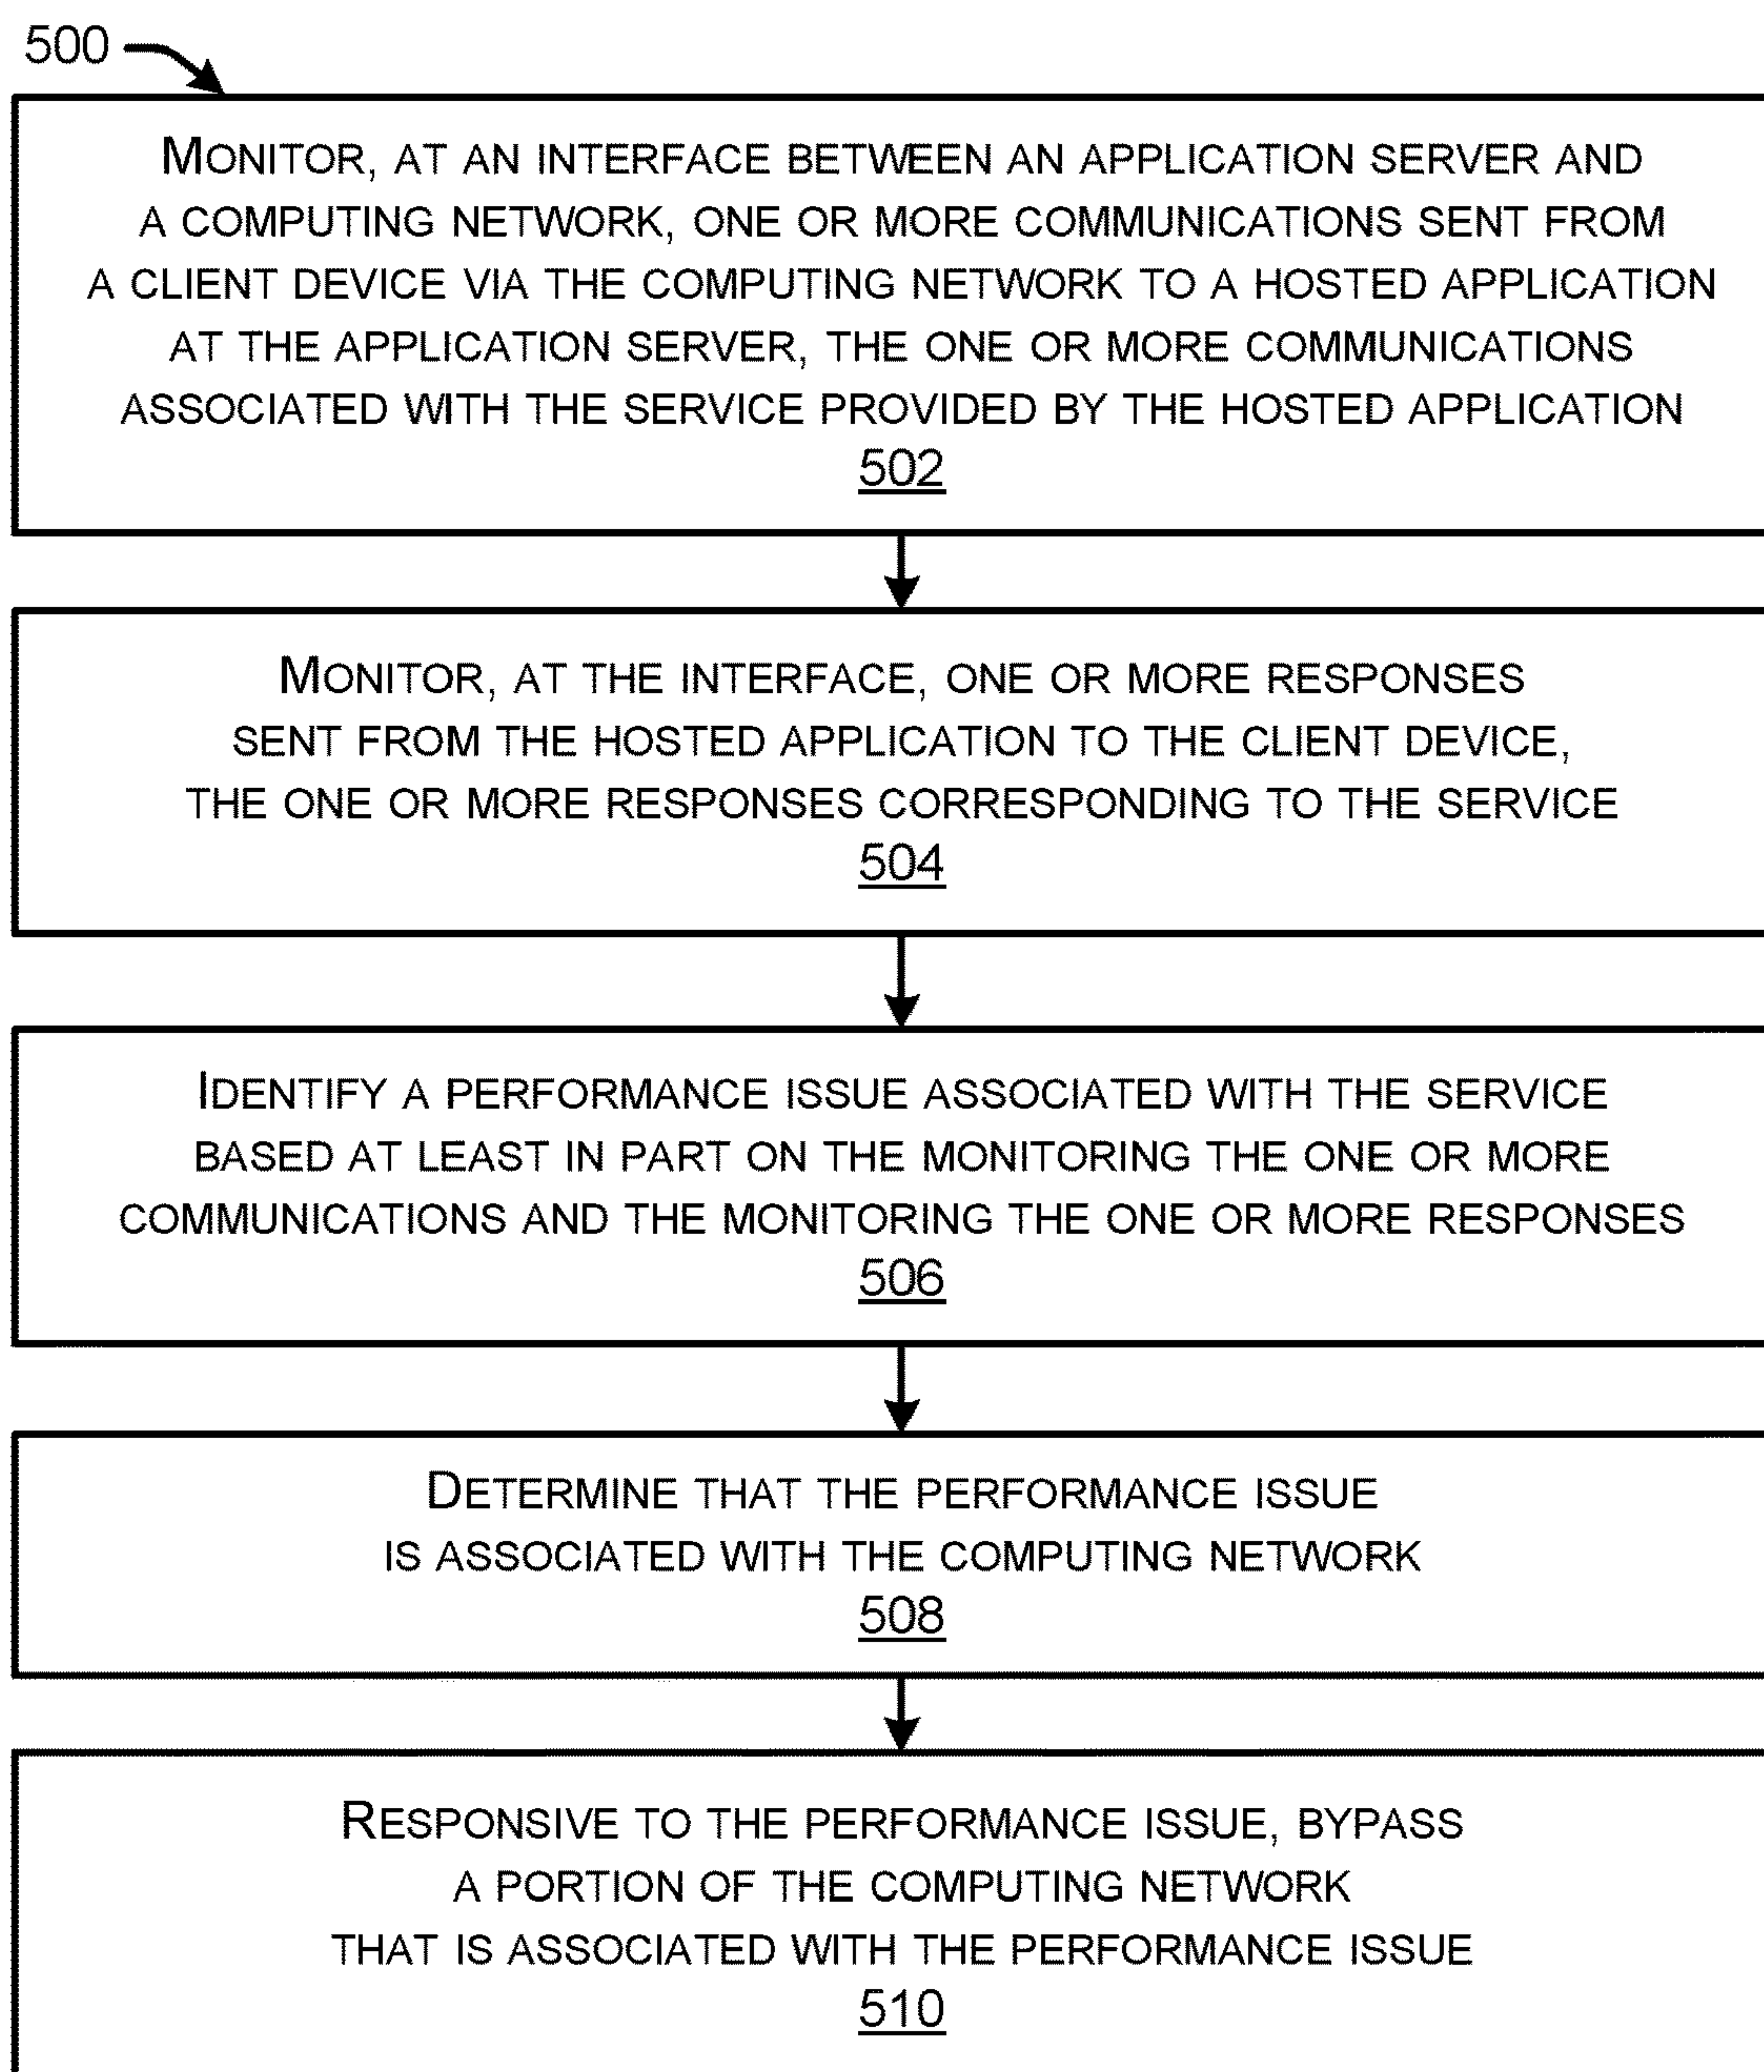 500
MONITOR, AT AN INTERFACE BETWEEN AN APPLICATION SERVER AND
A COMPUTING NETWORK, ONE OR MORE COMMUNICATIONS SENT FROM
A CLIENT DEVICE VIA THE COMPUTING NETWORK TO A HOSTED APPLICATION
AT THE APPLICATION SERVER, THE ONE OR MORE COMMUNICATIONS
ASSOCIATED WITH THE SERVICE PROVIDED BY THE HOSTED APPLICATION
502
MONITOR, AT THE INTERFACE, ONE OR MORE RESPONSES
SENT FROM THE HOSTED APPLICATION TO THE CLIENT DEVICE,
THE ONE OR MORE RESPONSES CORRESPONDING TO THE SERVICE
504
IDENTIFY A PERFORMANCE ISSUE ASSOCIATED WITH THE SERVICE
BASED AT LEAST IN PART ON THE MONITORING THE ONE OR MORE
COMMUNICATIONS AND THE MONITORING THE ONE OR MORE RESPONSES
506
DETERMINE THAT THE PERFORMANCE ISSUE
IS ASSOCIATED WITH THE COMPUTING NETWORK
508
RESPONSIVE TO THE PERFORMANCE ISSUE, BYPASS
A PORTION OF THE COMPUTING NETWORK
THAT IS ASSOCIATED WITH THE PERFORMANCE ISSUE
510